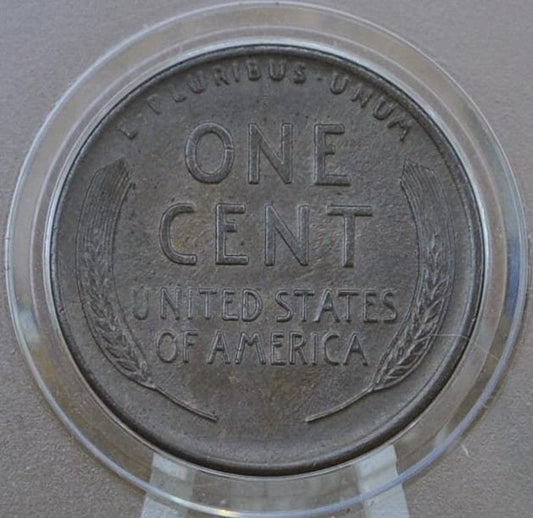 E·PLURIBUS·UNUM
ONE
CENT
UNITED STATES
OF AMERICA